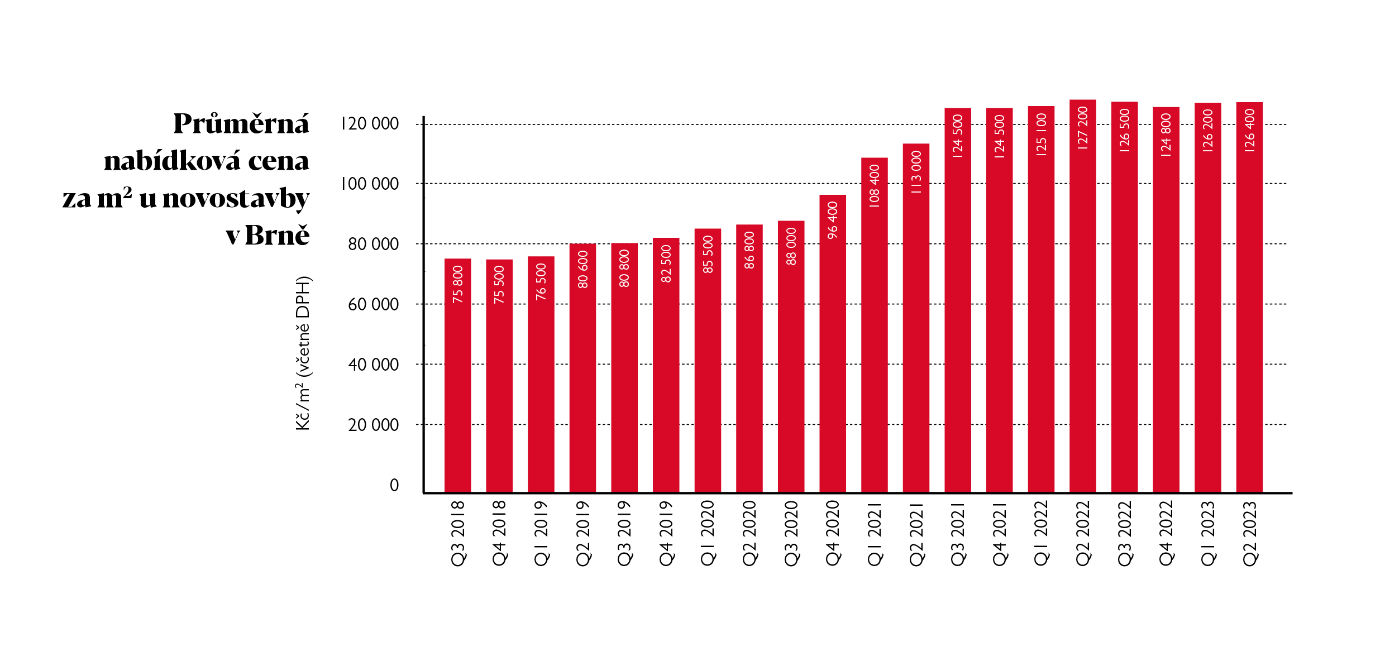 Průměrná
nabídková cena
za m² u novostavby
v Brně
Kč/m² (včetně DPH)
120 000
100 000
80 000
60 000
40 000
20 000
0
75 800
75 500
76 500
80 600
80 800
82 500
85 500
86 800
88 000
96 400
108 400
113 000
124 500
124 500
125 100
127 200
126 500
124 800
126 200
126 400
Q3 2018
Q4 2018
Q1 2019
Q2 2019
Q3 2019
Q4 2019
Q1 2020
Q2 2020
Q3 2020
Q4 2020
Q1 2021
Q2 2021
Q3 2021
Q4 2021
Q1 2022
Q2 2022
Q3 2022
Q4 2022
Q1 2023
Q2 2023